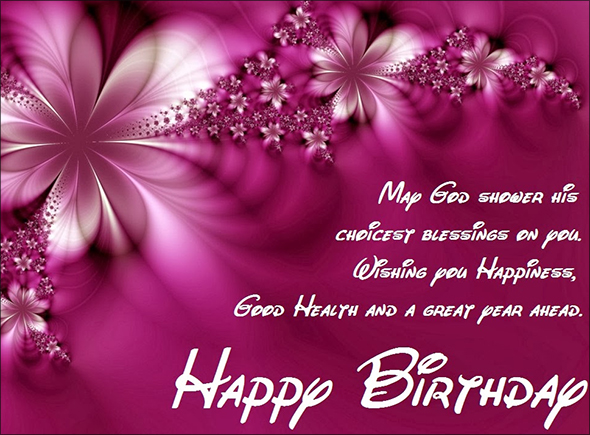 May God shower his
choicest blessings on you.
Wishing you Happiness,
Good Health and a great year ahead.
Happy Birthday